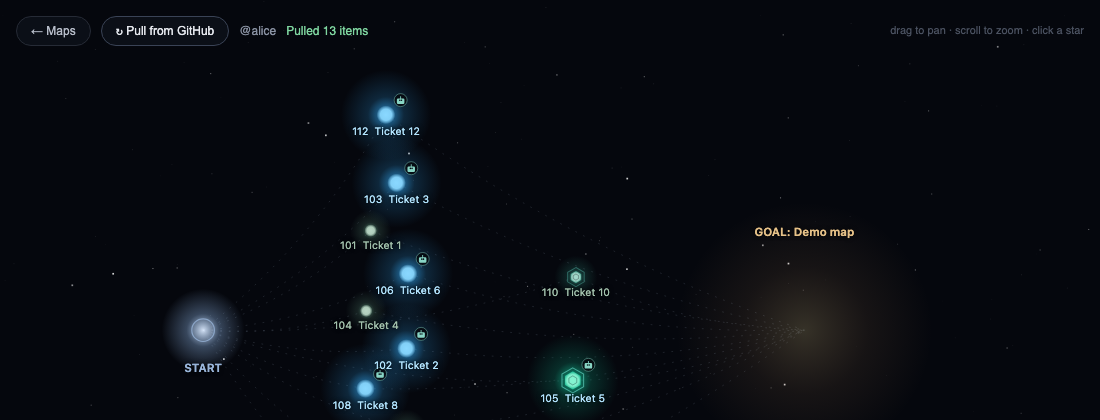 ← Maps
↻ Pull from GitHub
@alice
Pulled 13 items
drag to pan · scroll to zoom · click a star
112 Ticket 12
103 Ticket 3
GOAL: Demo map
101 Ticket 1
106 Ticket 6
110 Ticket 10
104 Ticket 4
102 Ticket 2
START
105 Ticket 5
108 Ticket 8